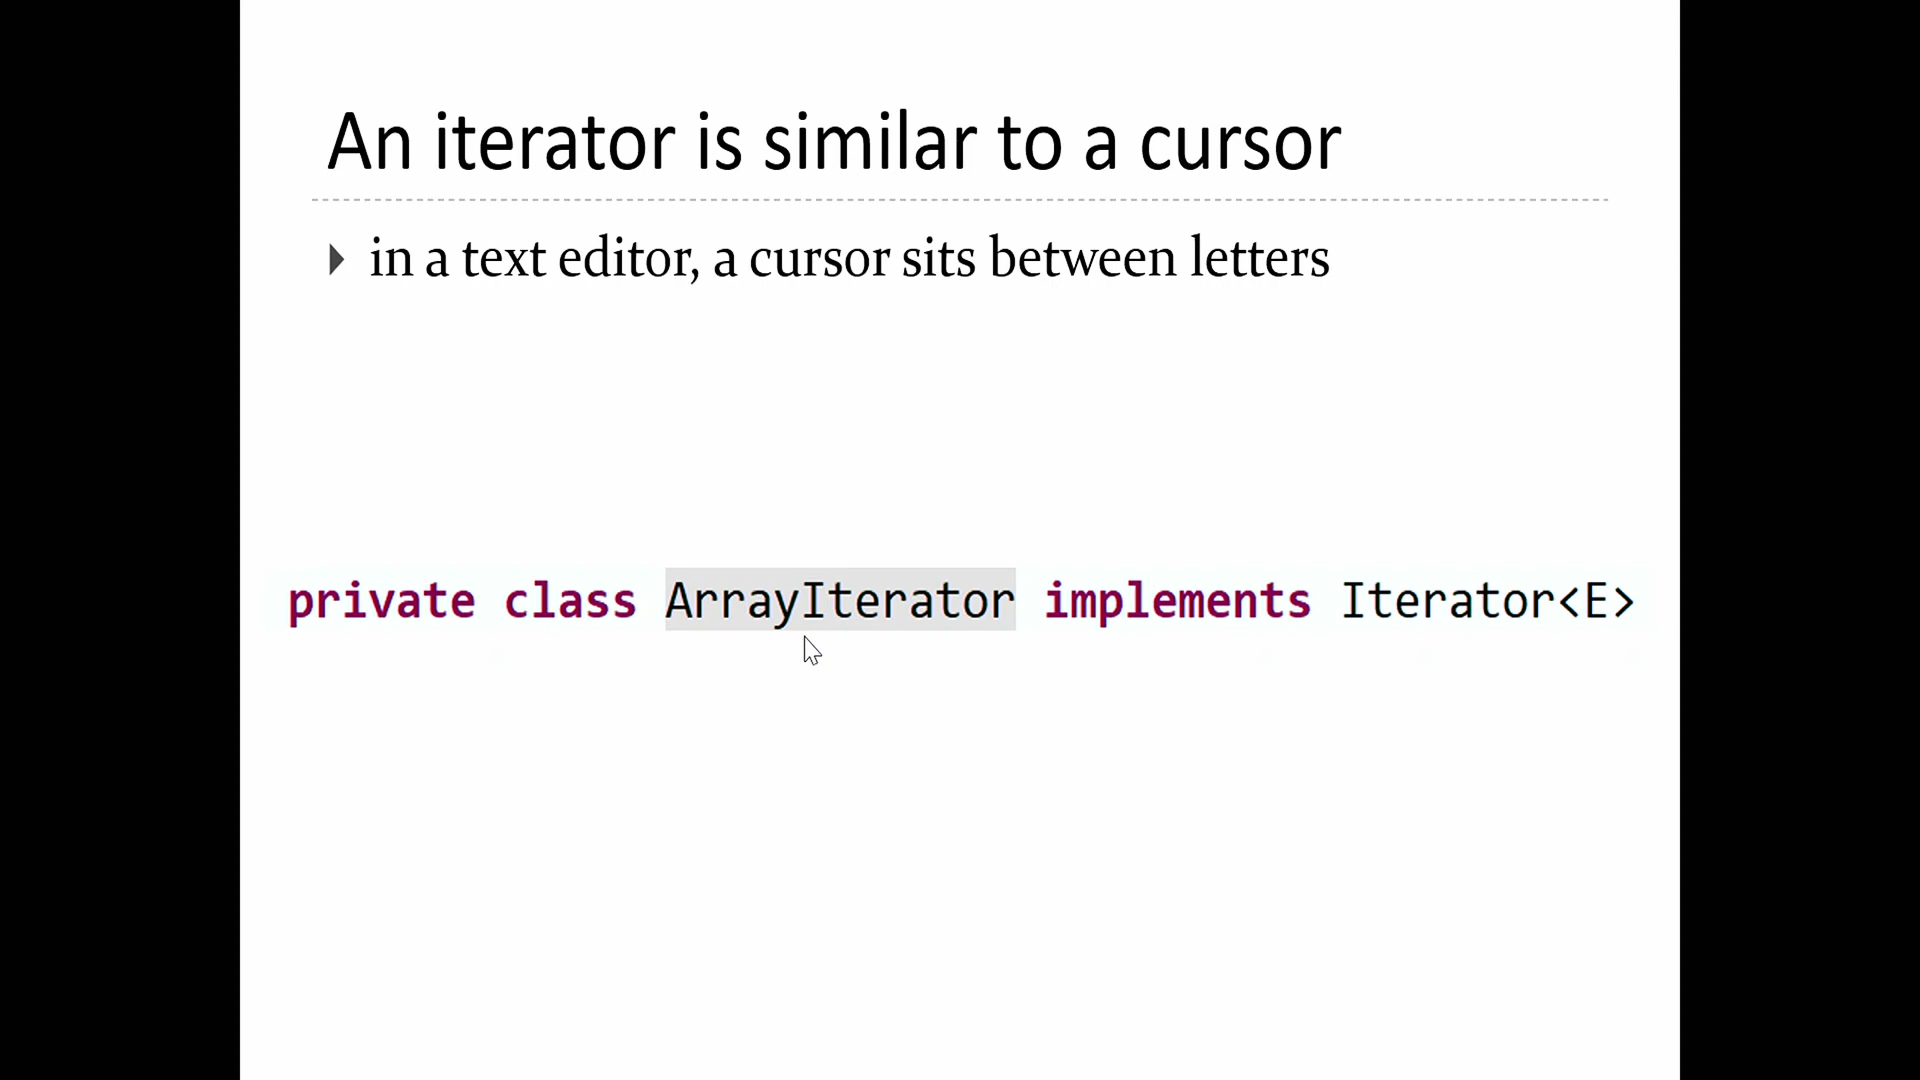 An iterator is similar to a cursor
in a text editor, a cursor sits between letters
private class ArrayIterator implements Iterator<E>